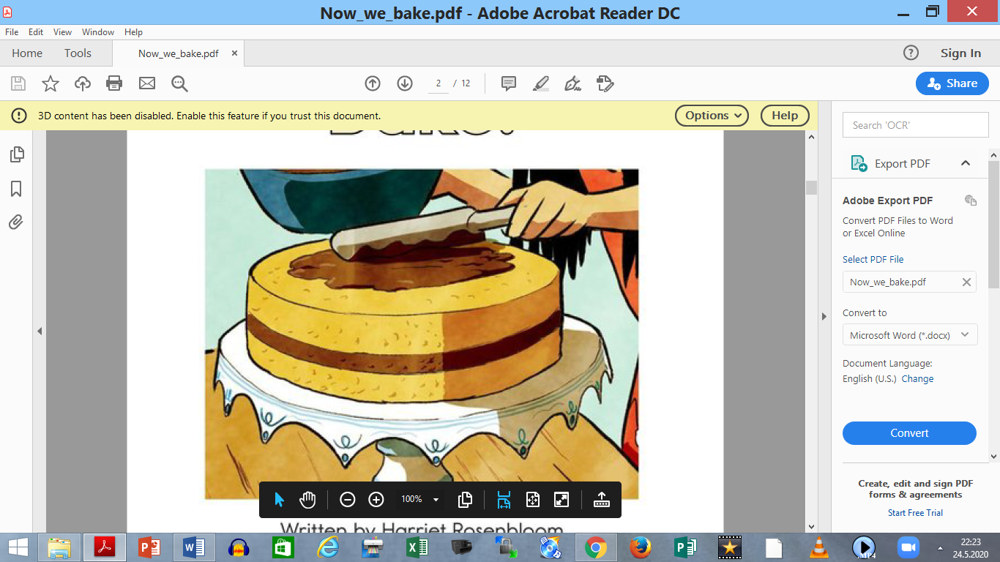 Now_we_bake.pdf - Adobe Acrobat Reader DC
File Edit View Window Help
Home Tools Now_we_bake.pdf × Sign In
2 / 12
Share
3D content has been disabled. Enable this feature if you trust this document.
Options Help
Bake!
Search 'OCR'
Export PDF
Adobe Export PDF
Convert PDF Files to Word
or Excel Online
Select PDF File
Now_we_bake.pdf
Convert to
Microsoft Word (*.docx)
Document Language:
English (U.S.) Change
Convert
Create, edit and sign PDF
forms & agreements
Start Free Trial
100%
Written by Harriet Rosenbloom
MP4
22:23
24.5.2020